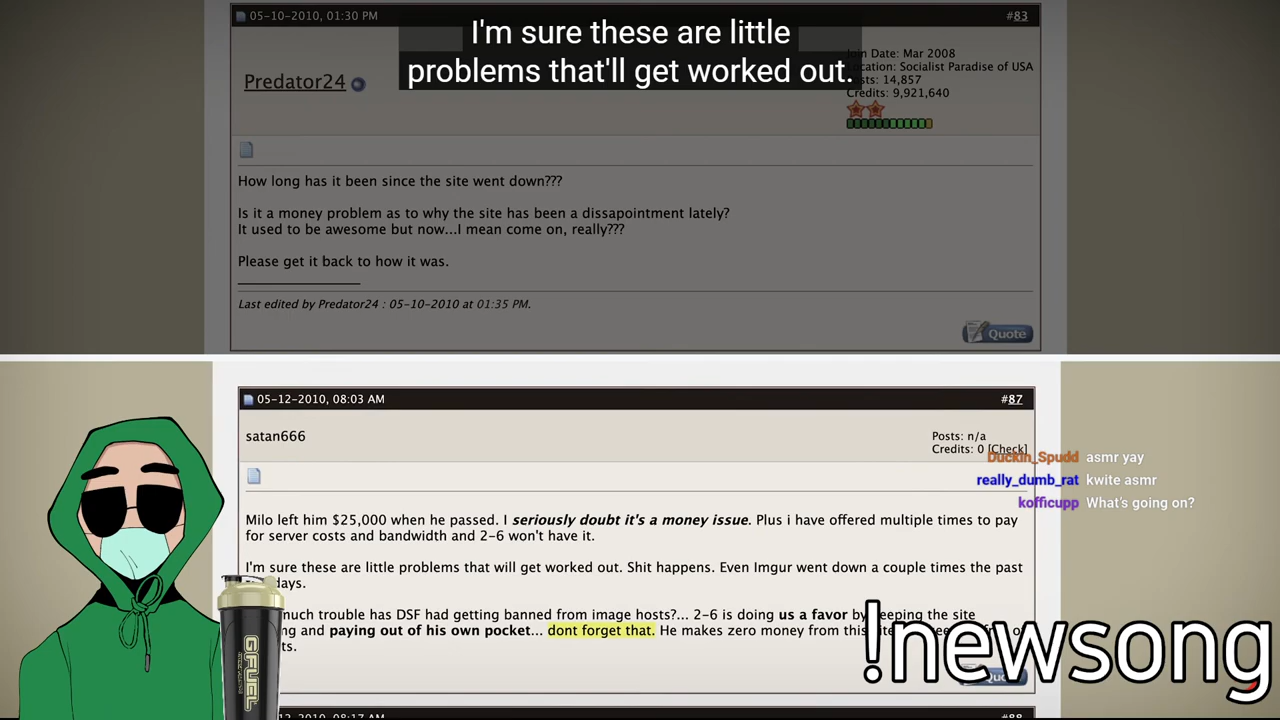 05-10-2010, 01:30 PM
#83
I'm sure these are little
problems that'll get worked out.
Predator24
Join Date: Mar 2008
Location: Socialist Paradise of USA
Posts: 14,857
Credits: 9,921,640
How long has it been since the site went down???
Is it a money problem as to why the site has been a dissapointment lately?
It used to be awesome but now...I mean come on, really???
Please get it back to how it was.
Last edited by Predator24 : 05-10-2010 at 01:35 PM.
Quote
05-12-2010, 08:03 AM
#87
satan666
Posts: n/a
Credits: 0 [Check]
Duckin_Spudd asmr yay
really_dumb_rat kwite asmr
kofficupp What's going on?
Milo left him $25,000 when he passed. I seriously doubt it's a money issue. Plus i have offered multiple times to pay
for server costs and bandwidth and 2-6 won't have it.
I'm sure these are little problems that will get worked out. Shit happens. Even Imgur went down a couple times the past
days.
much trouble has DSF had getting banned from image hosts?... 2-6 is doing us a favor by keeping the site
and paying out of his own pocket... dont forget that. He makes zero money from this
!newsong
GFUEL